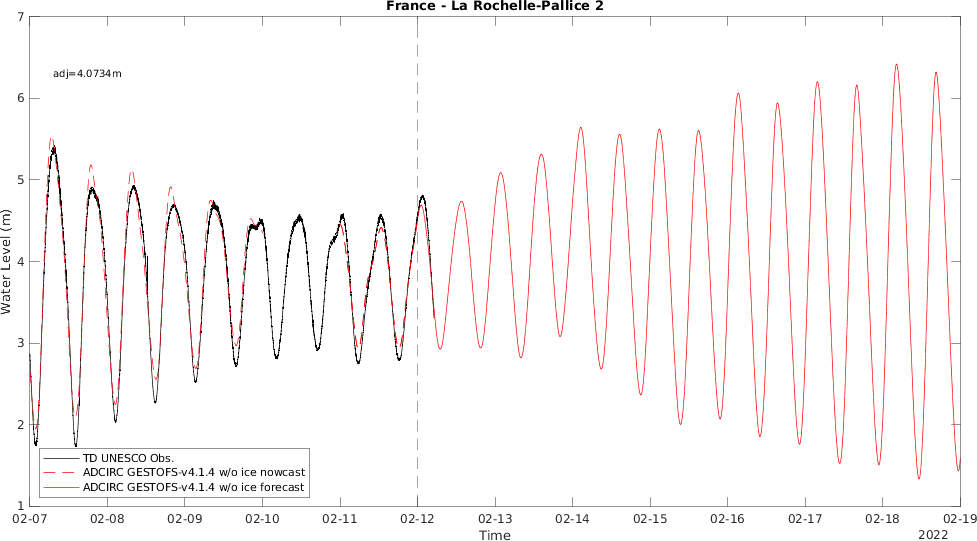 France - La Rochelle-Pallice 2
7
6
5
4
3
2
1
Water Level (m)
adj=4.0734m
TD UNESCO Obs.
ADCIRC GESTOFS-v4.1.4 w/o ice nowcast
ADCIRC GESTOFS-v4.1.4 w/o ice forecast
02-07 02-08 02-09 02-10 02-11 02-12 02-13 02-14 02-15 02-16 02-17 02-18 02-19
Time
2022